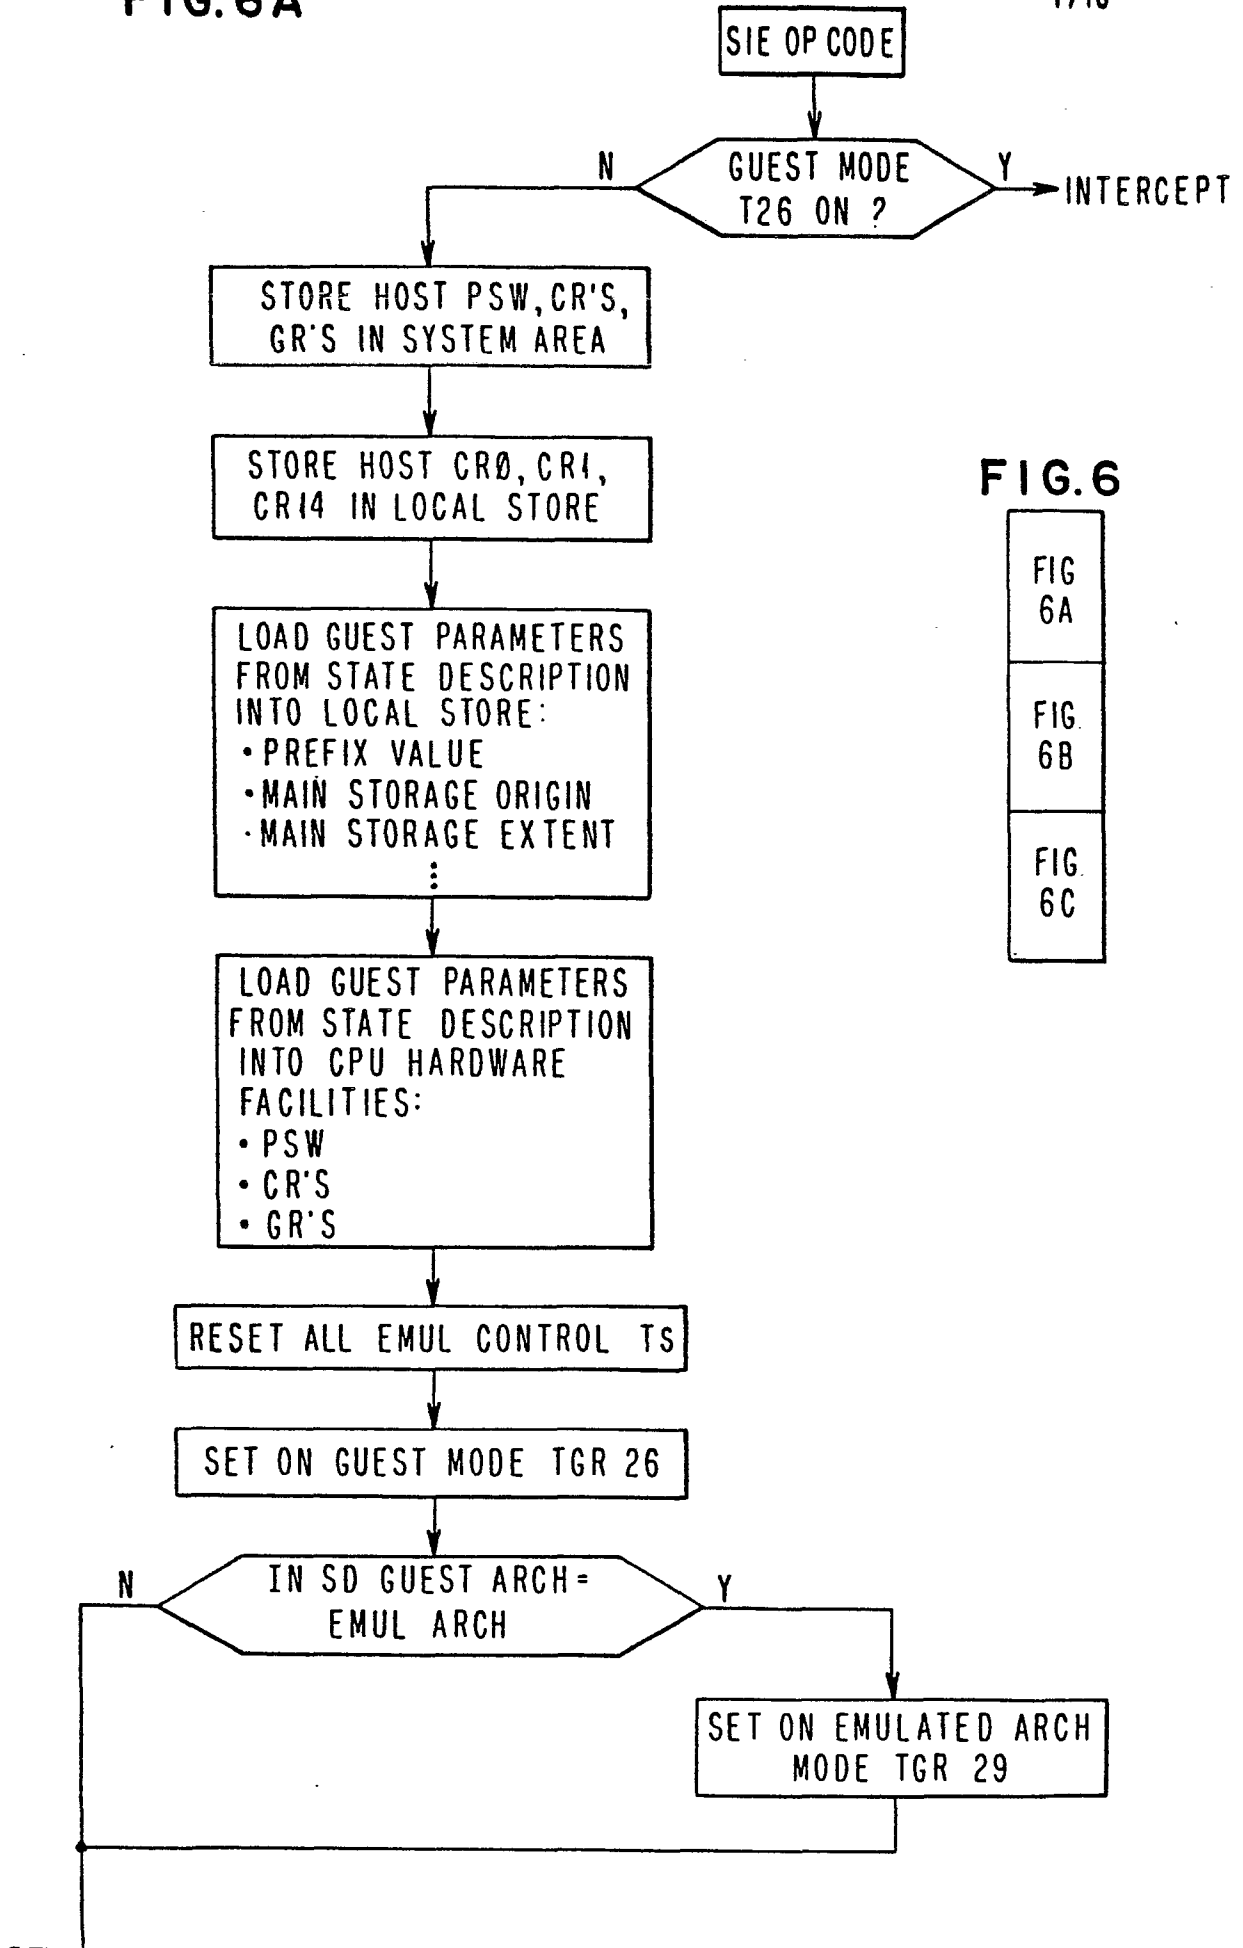 FIG. 6A
SIE OP CODE
N
GUEST MODE
T26 ON ?
Y
INTERCEPT
STORE HOST PSW, CR'S,
GR'S IN SYSTEM AREA
STORE HOST CRØ, CR1,
CR14 IN LOCAL STORE
FIG. 6
FIG
6A
FIG.
6B
FIG.
6C
LOAD GUEST PARAMETERS
FROM STATE DESCRIPTION
INTO LOCAL STORE:
• PREFIX VALUE
• MAIN STORAGE ORIGIN
• MAIN STORAGE EXTENT
⋮
LOAD GUEST PARAMETERS
FROM STATE DESCRIPTION
INTO CPU HARDWARE
FACILITIES:
• PSW
• CR'S
• GR'S
RESET ALL EMUL CONTROL Ts
SET ON GUEST MODE TGR 26
N
IN SD GUEST ARCH =
EMUL ARCH
Y
SET ON EMULATED ARCH
MODE TGR 29